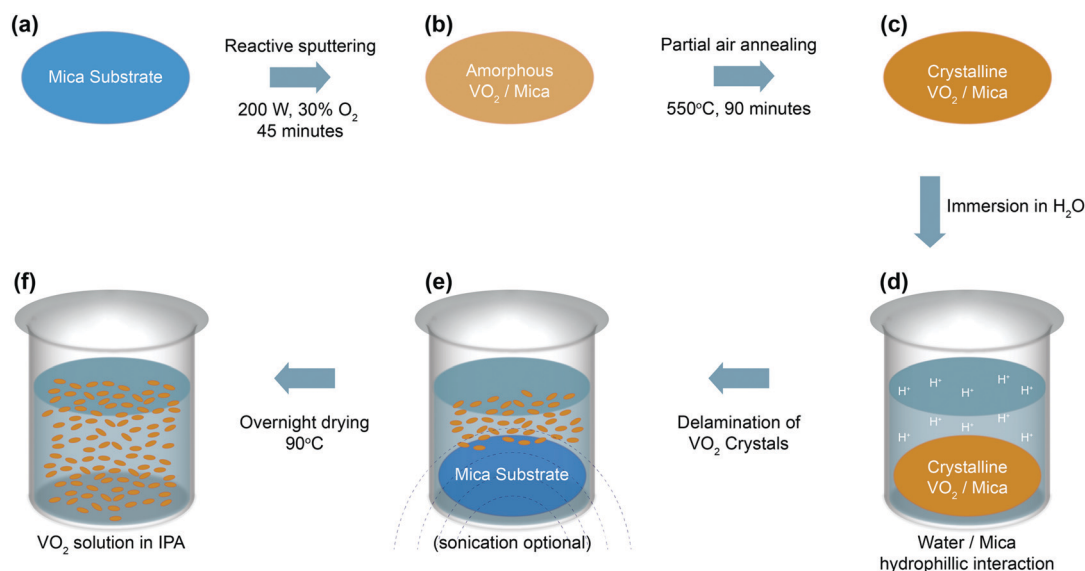 (a)
Mica Substrate
Reactive sputtering
200 W, 30% O₂
45 minutes
(b)
Amorphous
VO₂ / Mica
Partial air annealing
550°C, 90 minutes
(c)
Crystalline
VO₂ / Mica
Immersion in H₂O
(d)
H⁺
H⁺
H⁺
H⁺
H⁺
H⁺
H⁺
H⁺
H⁺
H⁺
Crystalline
VO₂ / Mica
Water / Mica
hydrophillic interaction
Delamination of
VO₂ Crystals
(e)
Mica Substrate
(sonication optional)
Overnight drying
90°C
(f)
VO₂ solution in IPA